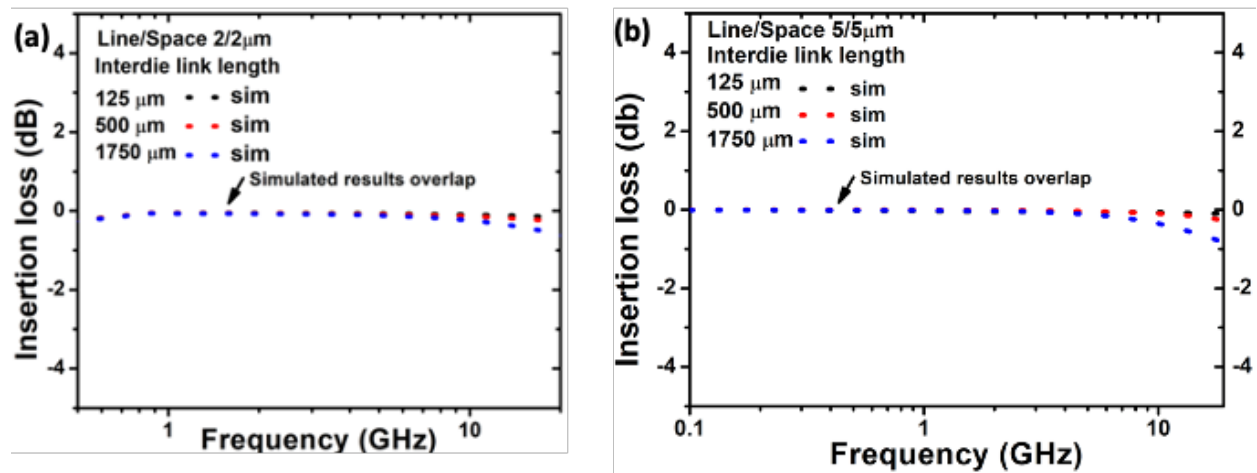 (a)
Line/Space 2/2μm
Interdie link length
125 μm sim
500 μm sim
1750 μm sim
Simulated results overlap
4
2
0
-2
-4
Insertion loss (dB)
1
10
Frequency (GHz)
(b)
Line/Space 5/5μm
Interdie link length
125 μm sim
500 μm sim
1750 μm sim
Simulated results overlap
4
2
0
-2
-4
Insertion loss (db)
4
2
0
-2
-4
0.1
1
10
Frequency (GHz)